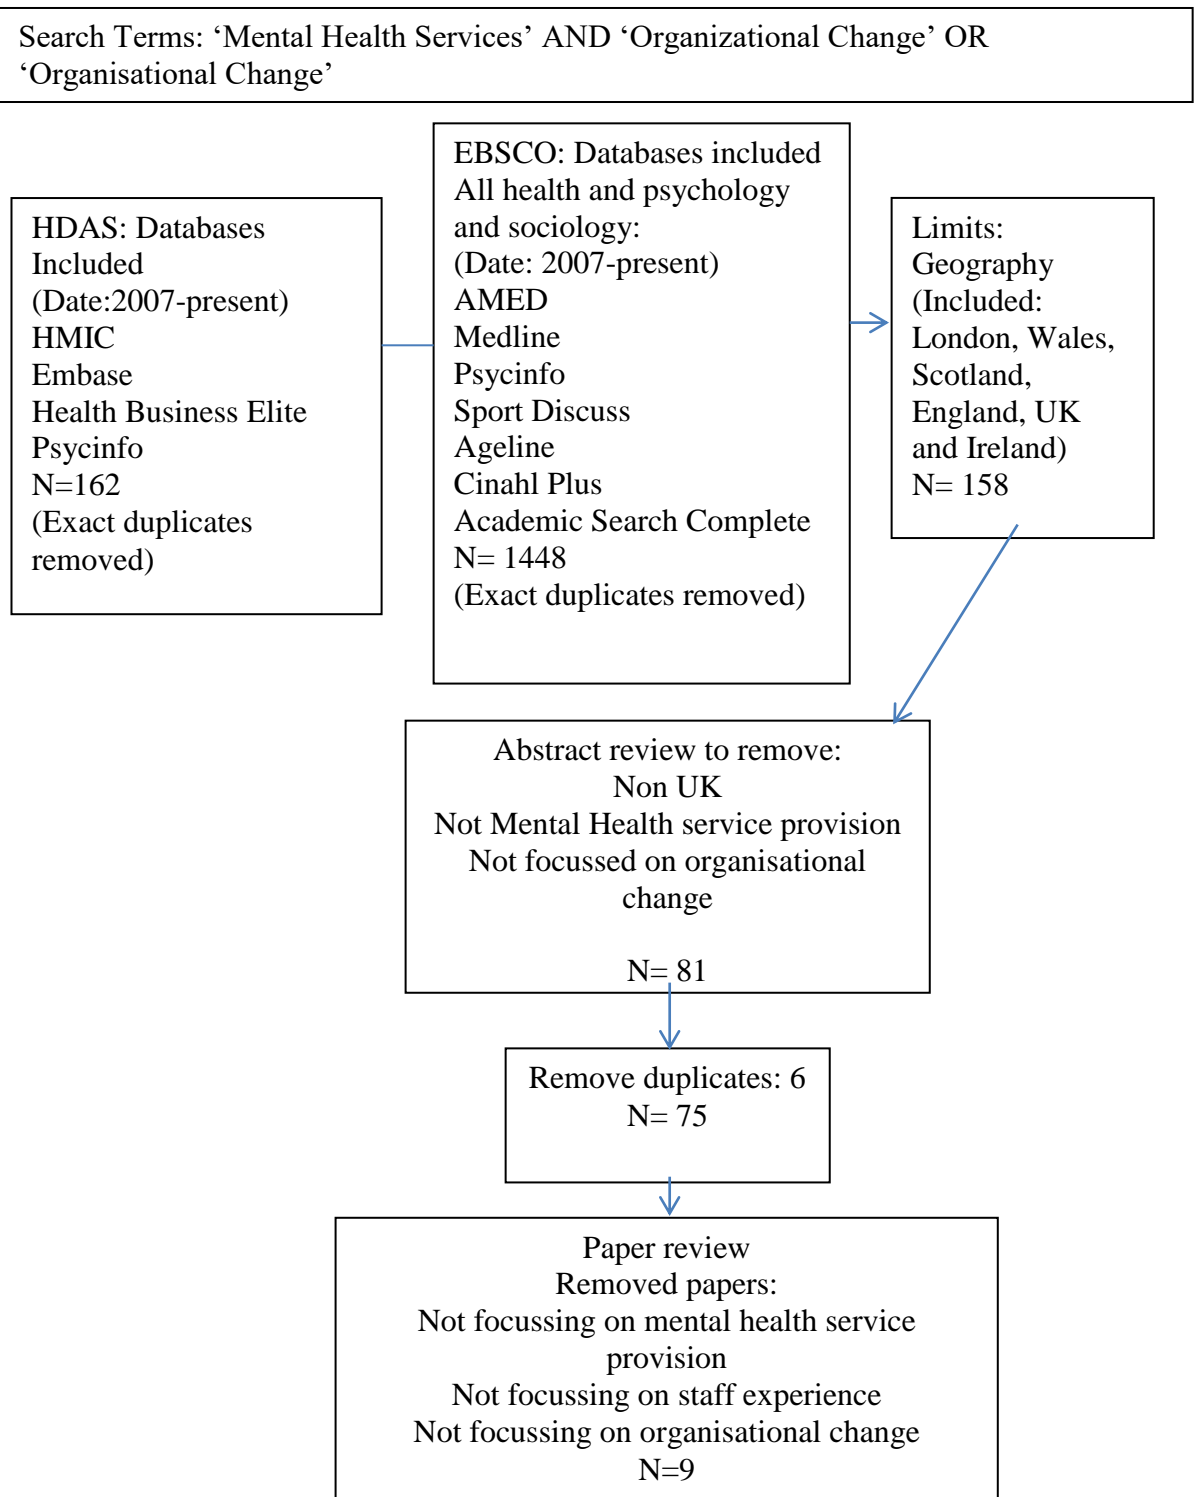 Search Terms: ‘Mental Health Services’ AND ‘Organizational Change’ OR
‘Organisational Change’
HDAS: Databases
Included
(Date:2007-present)
HMIC
Embase
Health Business Elite
Psycinfo
N=162
(Exact duplicates
removed)
EBSCO: Databases included
All health and psychology
and sociology:
(Date: 2007-present)
AMED
Medline
Psycinfo
Sport Discuss
Ageline
Cinahl Plus
Academic Search Complete
N= 1448
(Exact duplicates removed)
Limits:
Geography
(Included:
London, Wales,
Scotland,
England, UK
and Ireland)
N= 158
Abstract review to remove:
Non UK
Not Mental Health service provision
Not focussed on organisational
change
N= 81
Remove duplicates: 6
N= 75
Paper review
Removed papers:
Not focussing on mental health service
provision
Not focussing on staff experience
Not focussing on organisational change
N=9